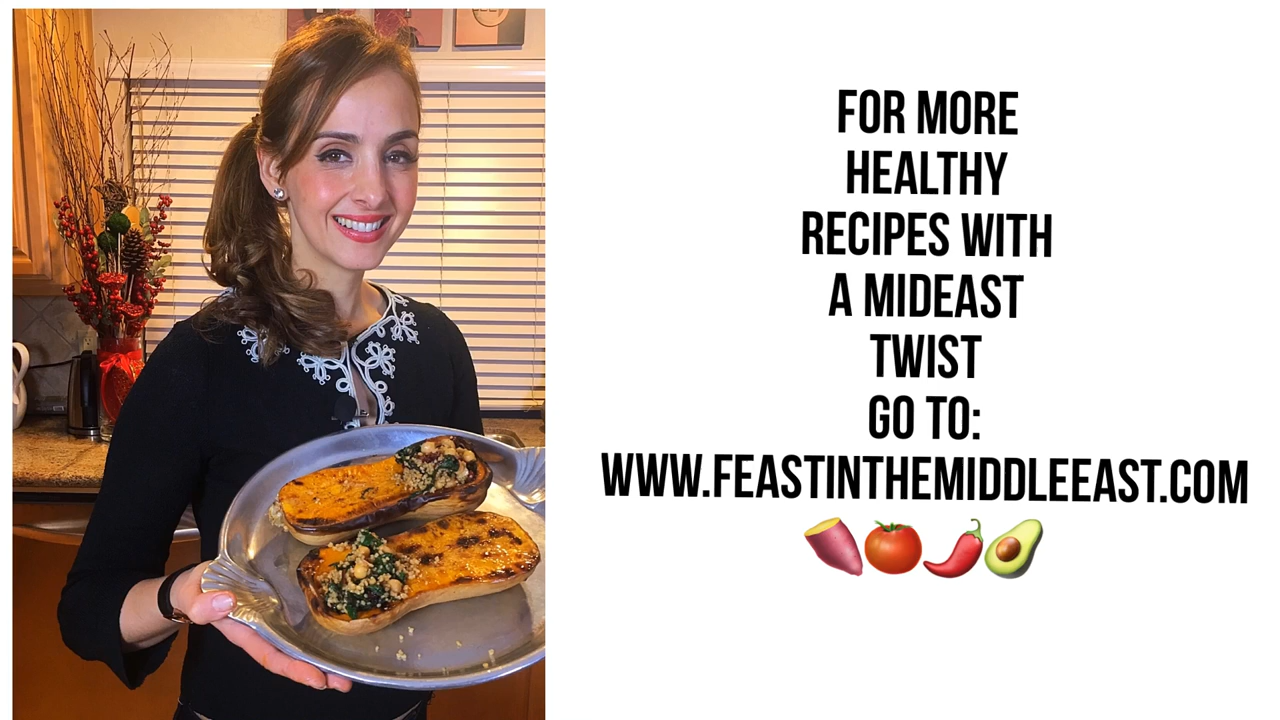 FOR MORE
HEALTHY
RECIPES WITH
A MIDEAST
TWIST
GO TO:
WWW.FEASTINTHEMIDDLEEAST.COM